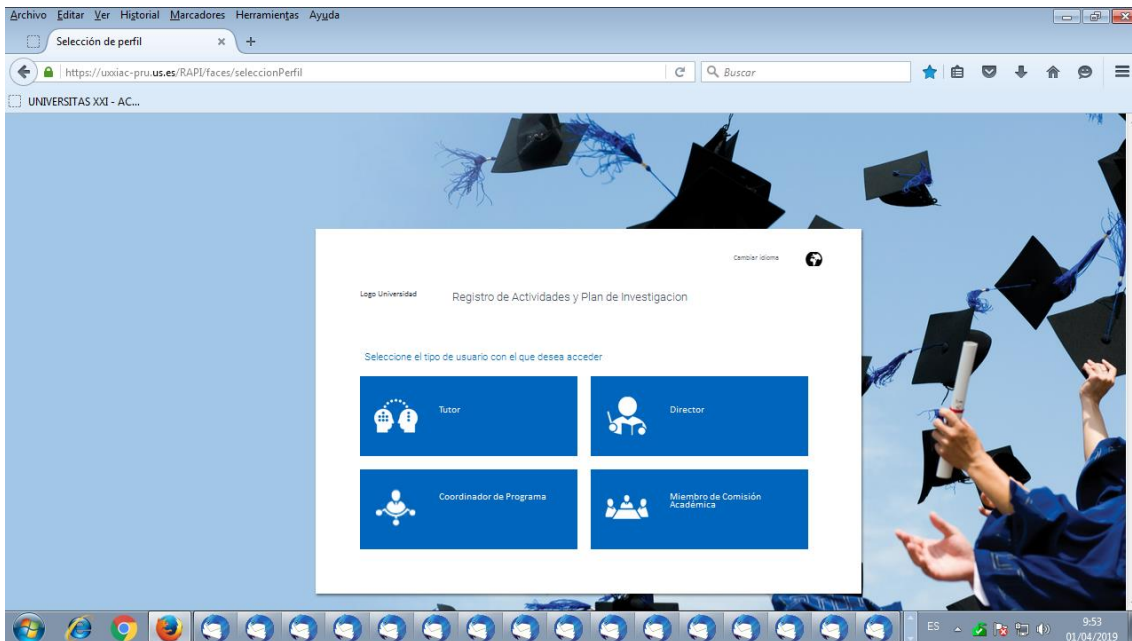 Archivo Editar Ver Historial Marcadores Herramientas Ayuda
Selección de perfil
https://uxxiac-pru.us.es/RAPI/faces/seleccionPerfil
Buscar
UNIVERSITAS XXI - AC...
Cambiar idioma
Logo Universidad
Registro de Actividades y Plan de Investigacion
Seleccione el tipo de usuario con el que desea acceder
Tutor
Director
Coordinador de Programa
Miembro de Comisión
Académica
ES
9:53
01/04/2019